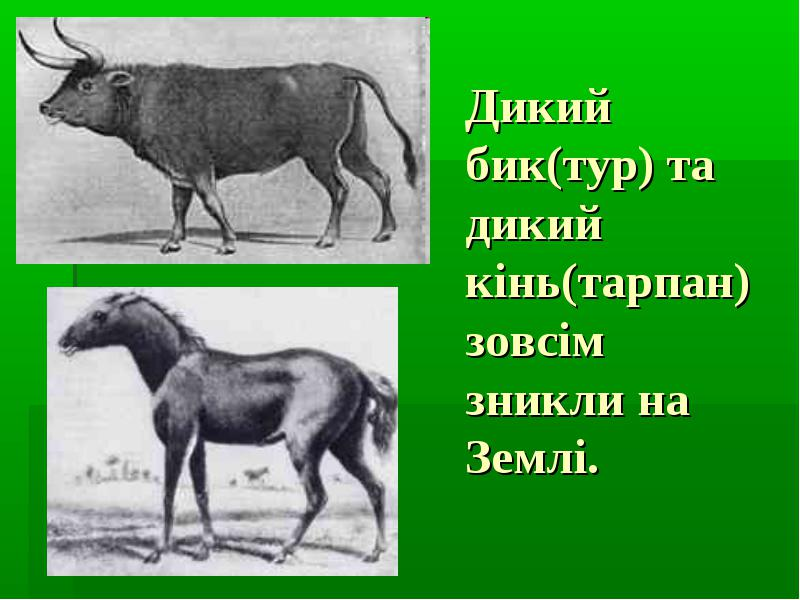 Дикий
бик(тур) та
дикий
кінь(тарпан)
зовсім
зникли на
Землі.